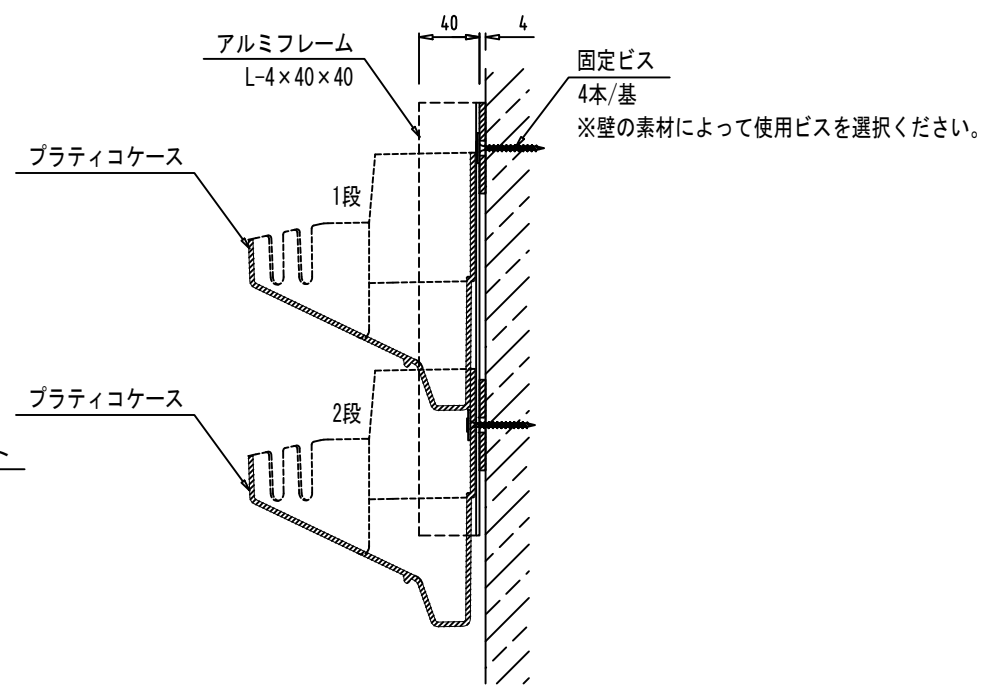 40
4
アルミフレーム
L-4×40×40
固定ビス
4本/基
※壁の素材によって使用ビスを選択ください。
プラティコケース
1段
プラティコケース
2段